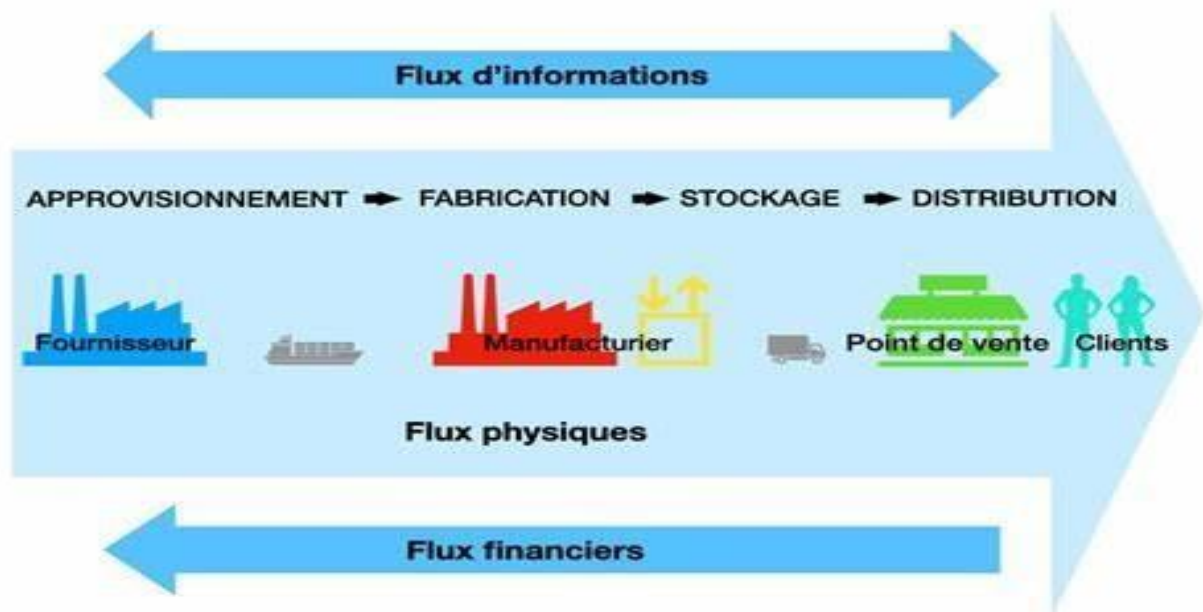 Flux d'informations
APPROVISIONNEMENT ➨ FABRICATION ➨ STOCKAGE ➨ DISTRIBUTION
Fournisseur Manufacturier Point de vente Clients
Flux physiques
Flux financiers